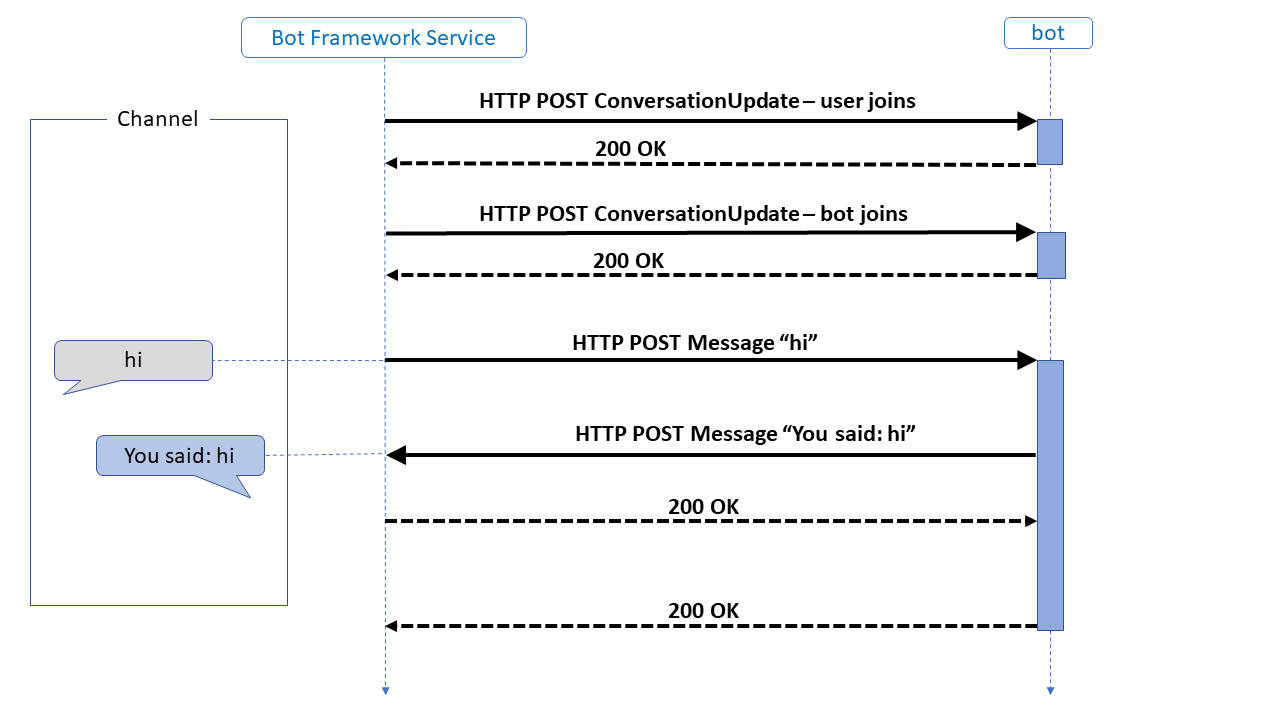 Bot Framework Service
bot
HTTP POST ConversationUpdate – user joins
Channel
200 OK
HTTP POST ConversationUpdate – bot joins
200 OK
HTTP POST Message “hi”
hi
HTTP POST Message “You said: hi”
You said: hi
200 OK
200 OK